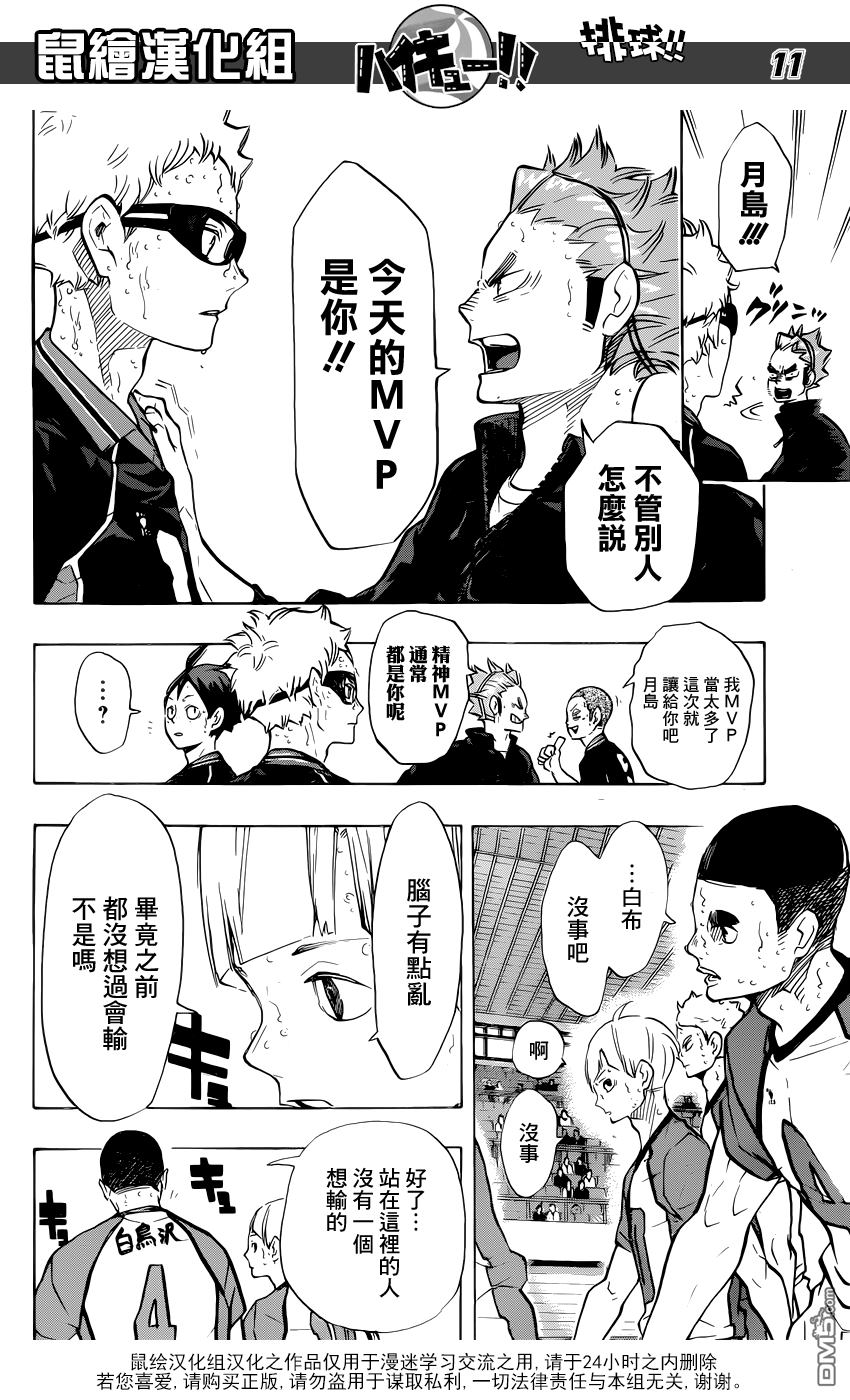 鼠繪漢化組
ハイキュー!!
排球!!
11
月島!!!
グリンッ
不管別人
怎麼說
今天的MVP
是你!!
我MVP
當太多了
這次就
讓給你吧
月島
精神MVP
通常
都是你呢
…?
…白布
沒事吧
啊
沒事
腦子有點亂
畢竟之前
都沒想過會輸
不是嗎
キュ
好了…
站在這裡的人
沒有一個
想輸的
キュ
キュ
白鳥沢
4
鼠绘汉化组汉化之作品仅用于漫迷学习交流之用, 请于24小时之内删除
若您喜爱, 请购买正版, 请勿盗用于谋取私利, 一切法律责任与本组无关, 谢谢。
DM5.com